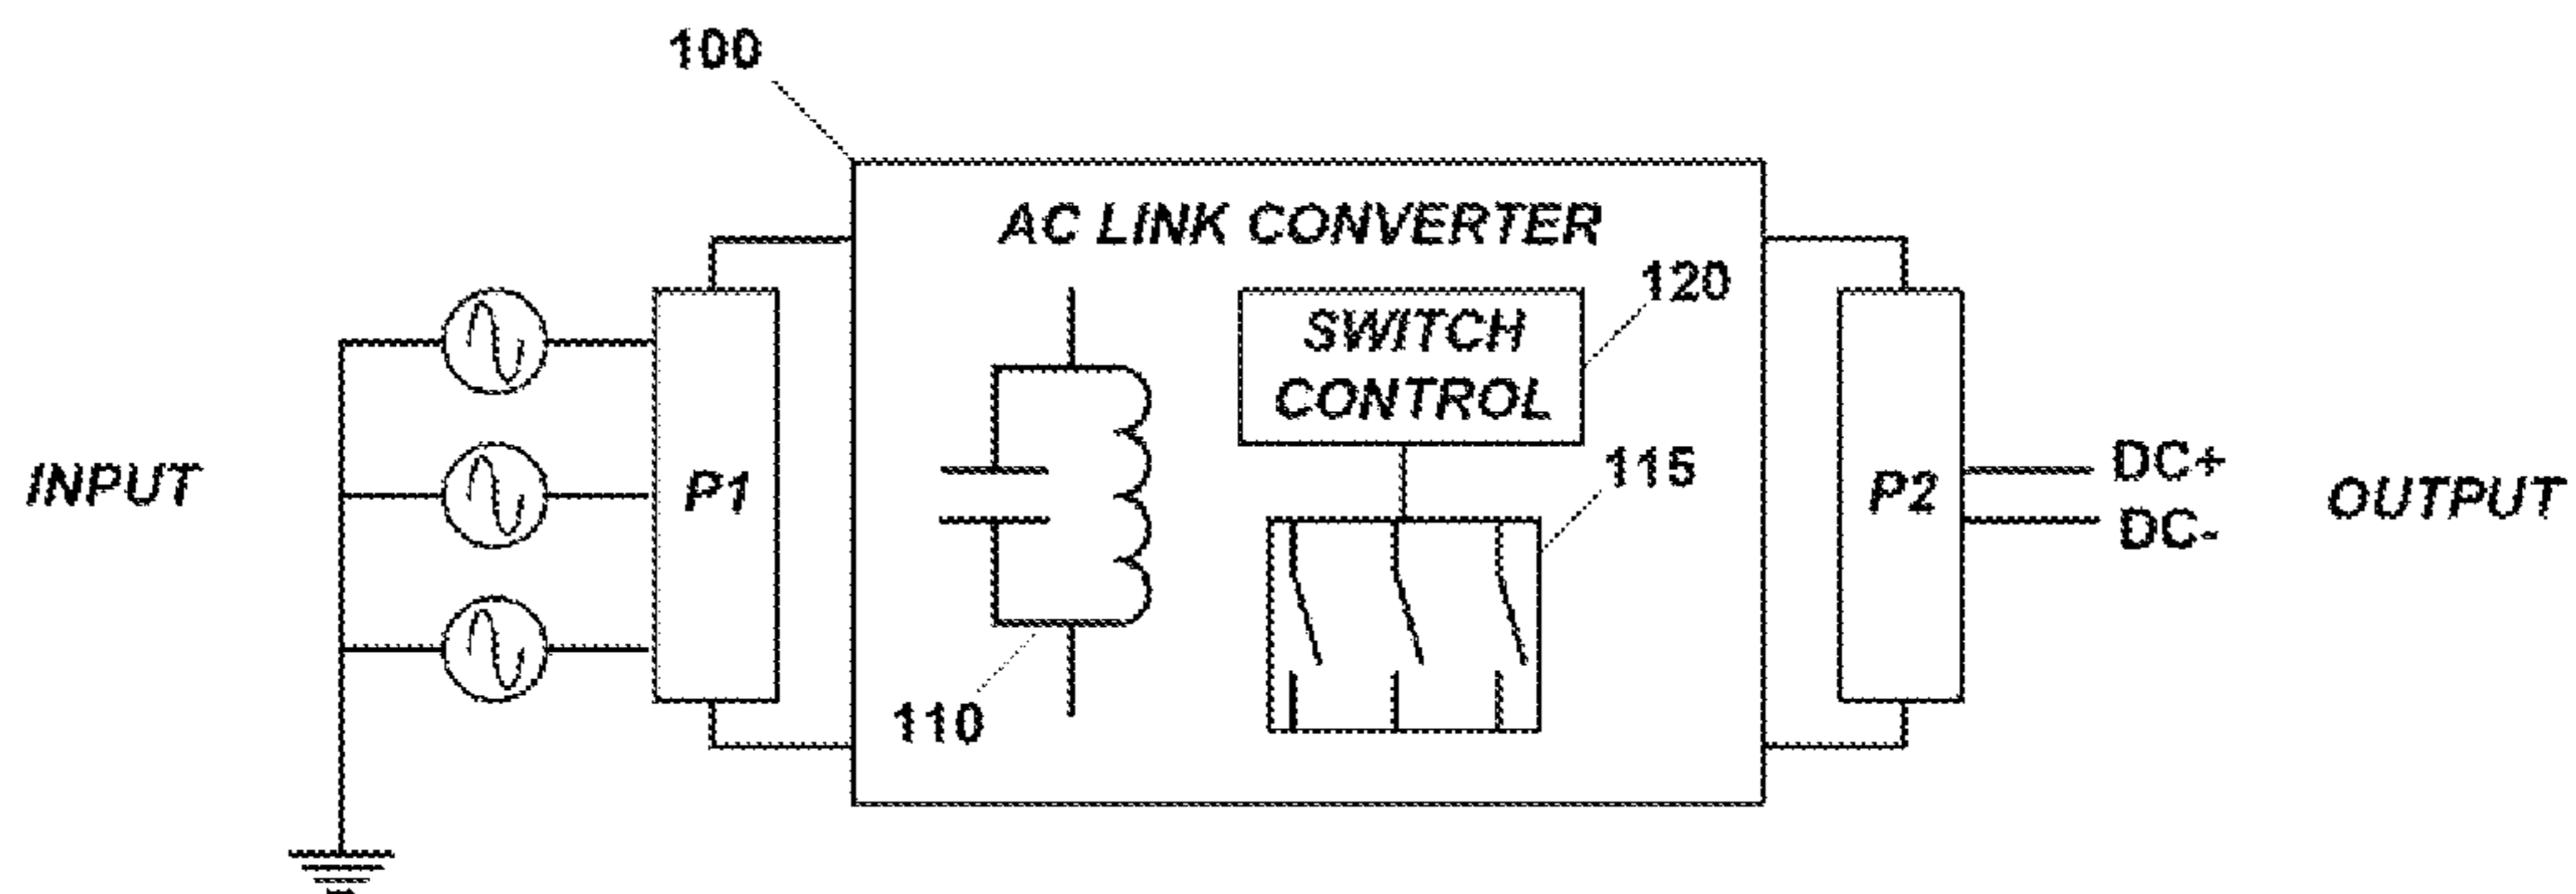 100
AC LINK CONVERTER
120
SWITCH
CONTROL
115
INPUT
P1
P2
DC+
DC-
OUTPUT
110